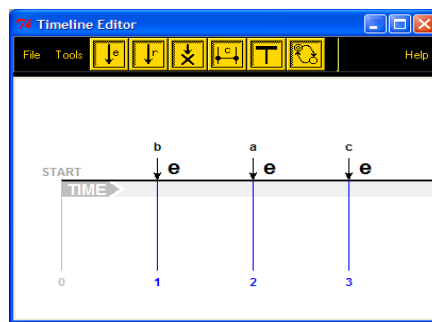 Timeline Editor
File Tools e r c Help
b a c
START e e e
TIME
0 1 2 3